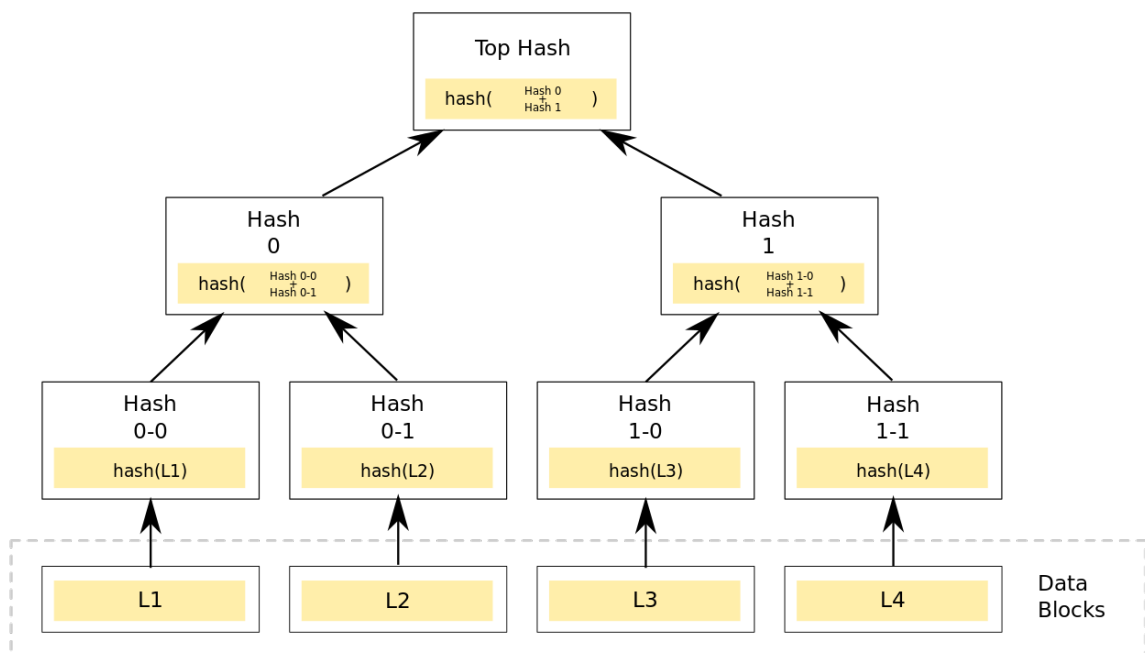 Top Hash
hash( Hash 0 + Hash 1 )
Hash
0
hash( Hash 0-0 + Hash 0-1 )
Hash
1
hash( Hash 1-0 + Hash 1-1 )
Hash
0-0
hash(L1)
Hash
0-1
hash(L2)
Hash
1-0
hash(L3)
Hash
1-1
hash(L4)
L1
L2
L3
L4
Data
Blocks